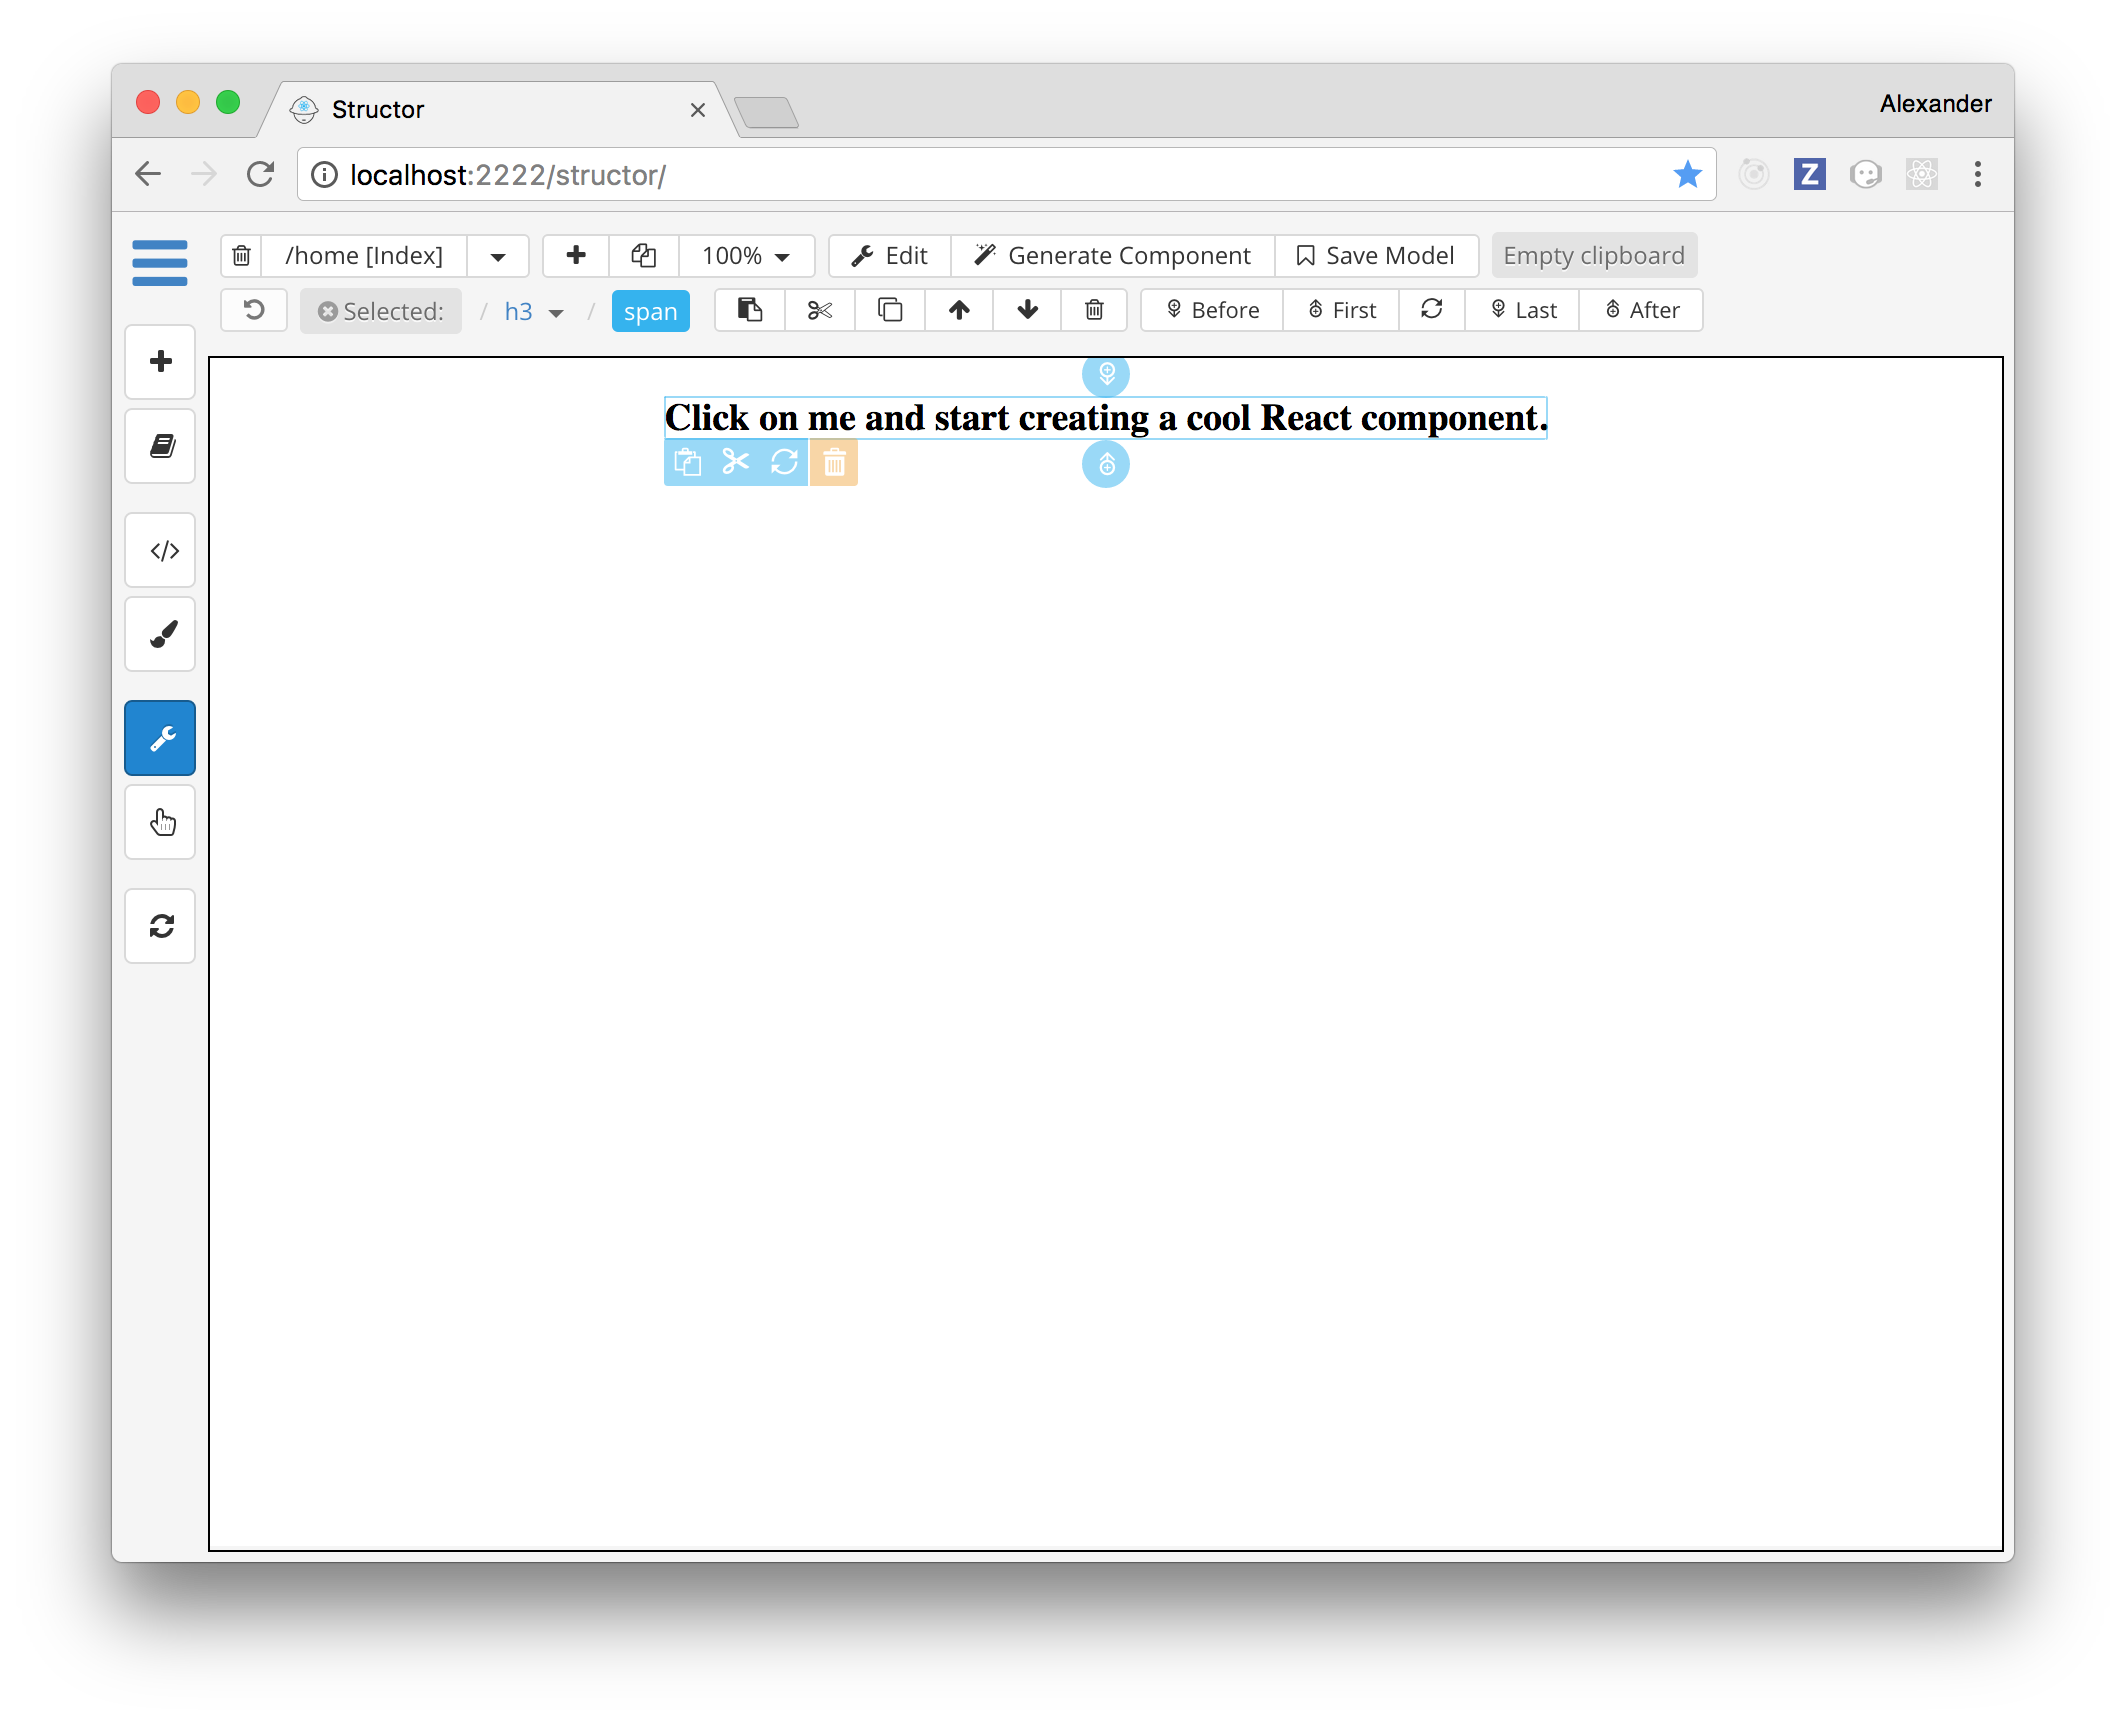 Structor
Alexander
localhost:2222/structor/
/home [Index] 100% Edit Generate Component Save Model Empty clipboard
Selected: / h3 / span Before First Last After
Click on me and start creating a cool React component.
Z